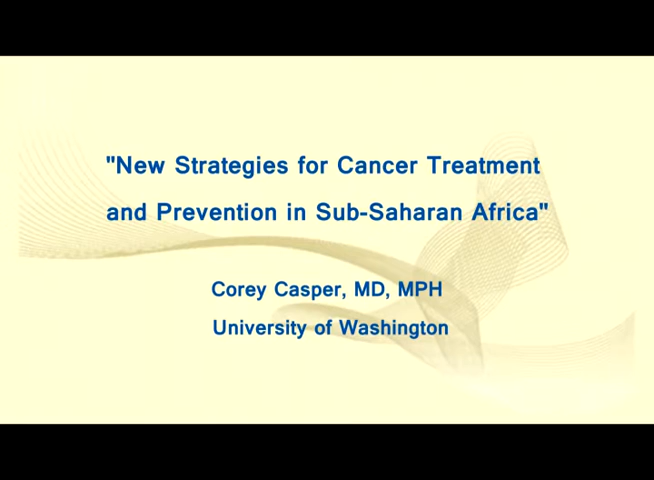 "New Strategies for Cancer Treatment
and Prevention in Sub-Saharan Africa"
Corey Casper, MD, MPH
University of Washington